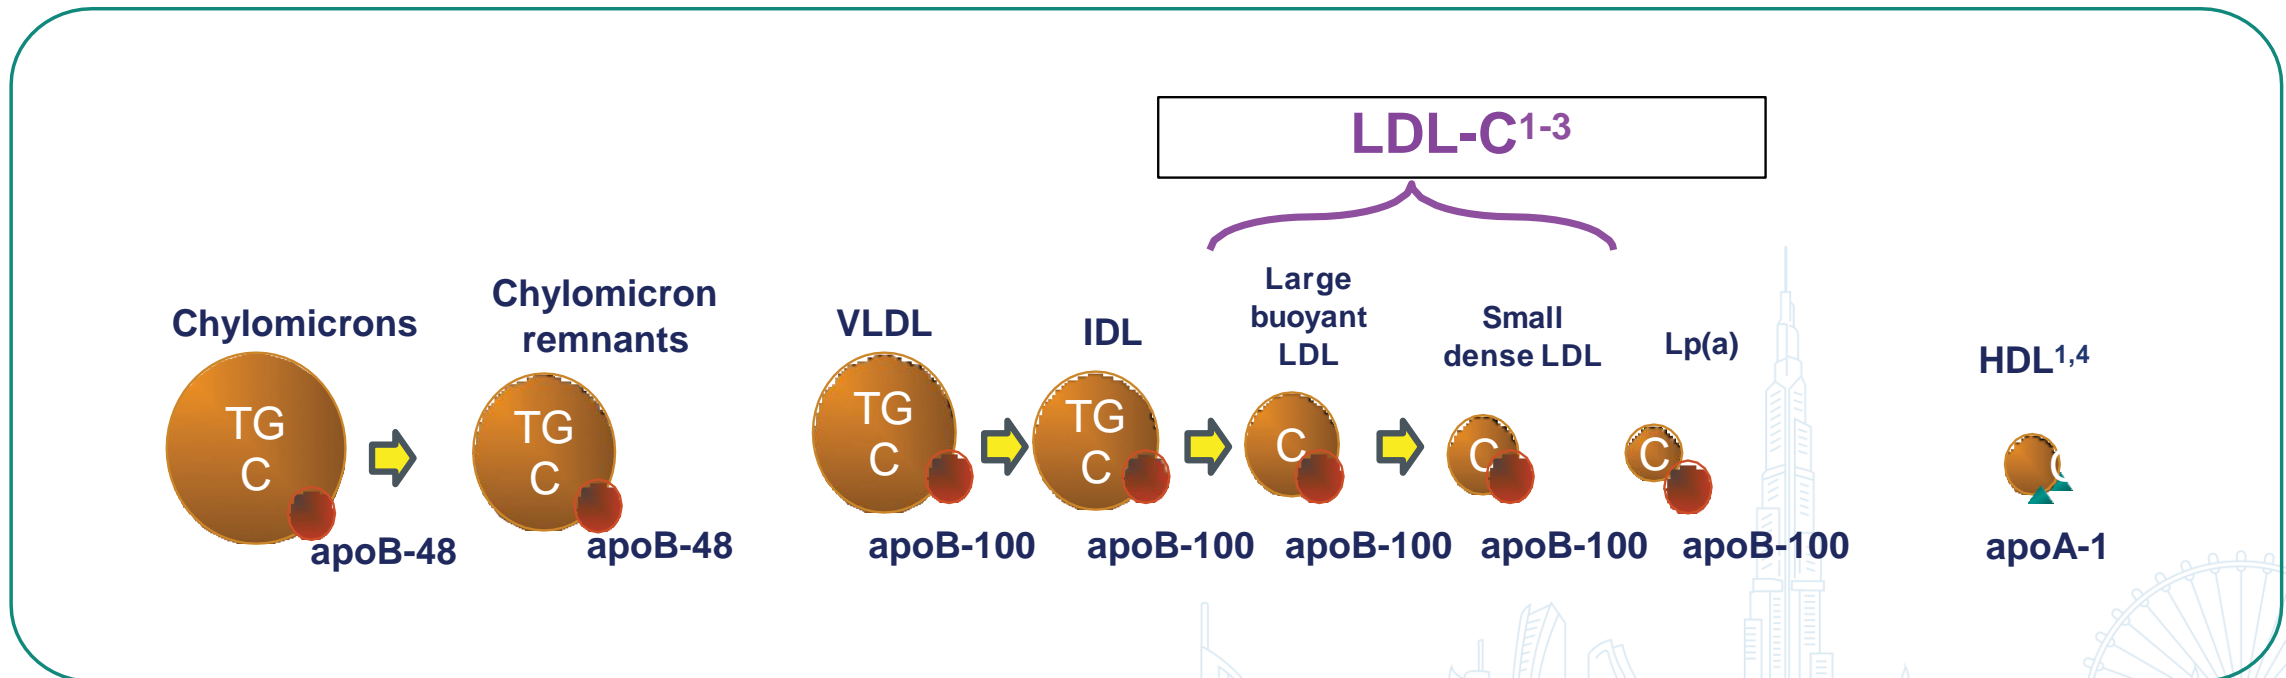 LDL-C¹⁻³
Chylomicrons
Chylomicron
remnants
VLDL
IDL
Large
buoyant
LDL
Small
dense LDL
Lp(a)
HDL¹,⁴
TG
C
TG
C
TG
C
TG
C
C
C
C
C
apoB-48
apoB-48
apoB-100
apoB-100
apoB-100
apoB-100
apoB-100
apoA-1